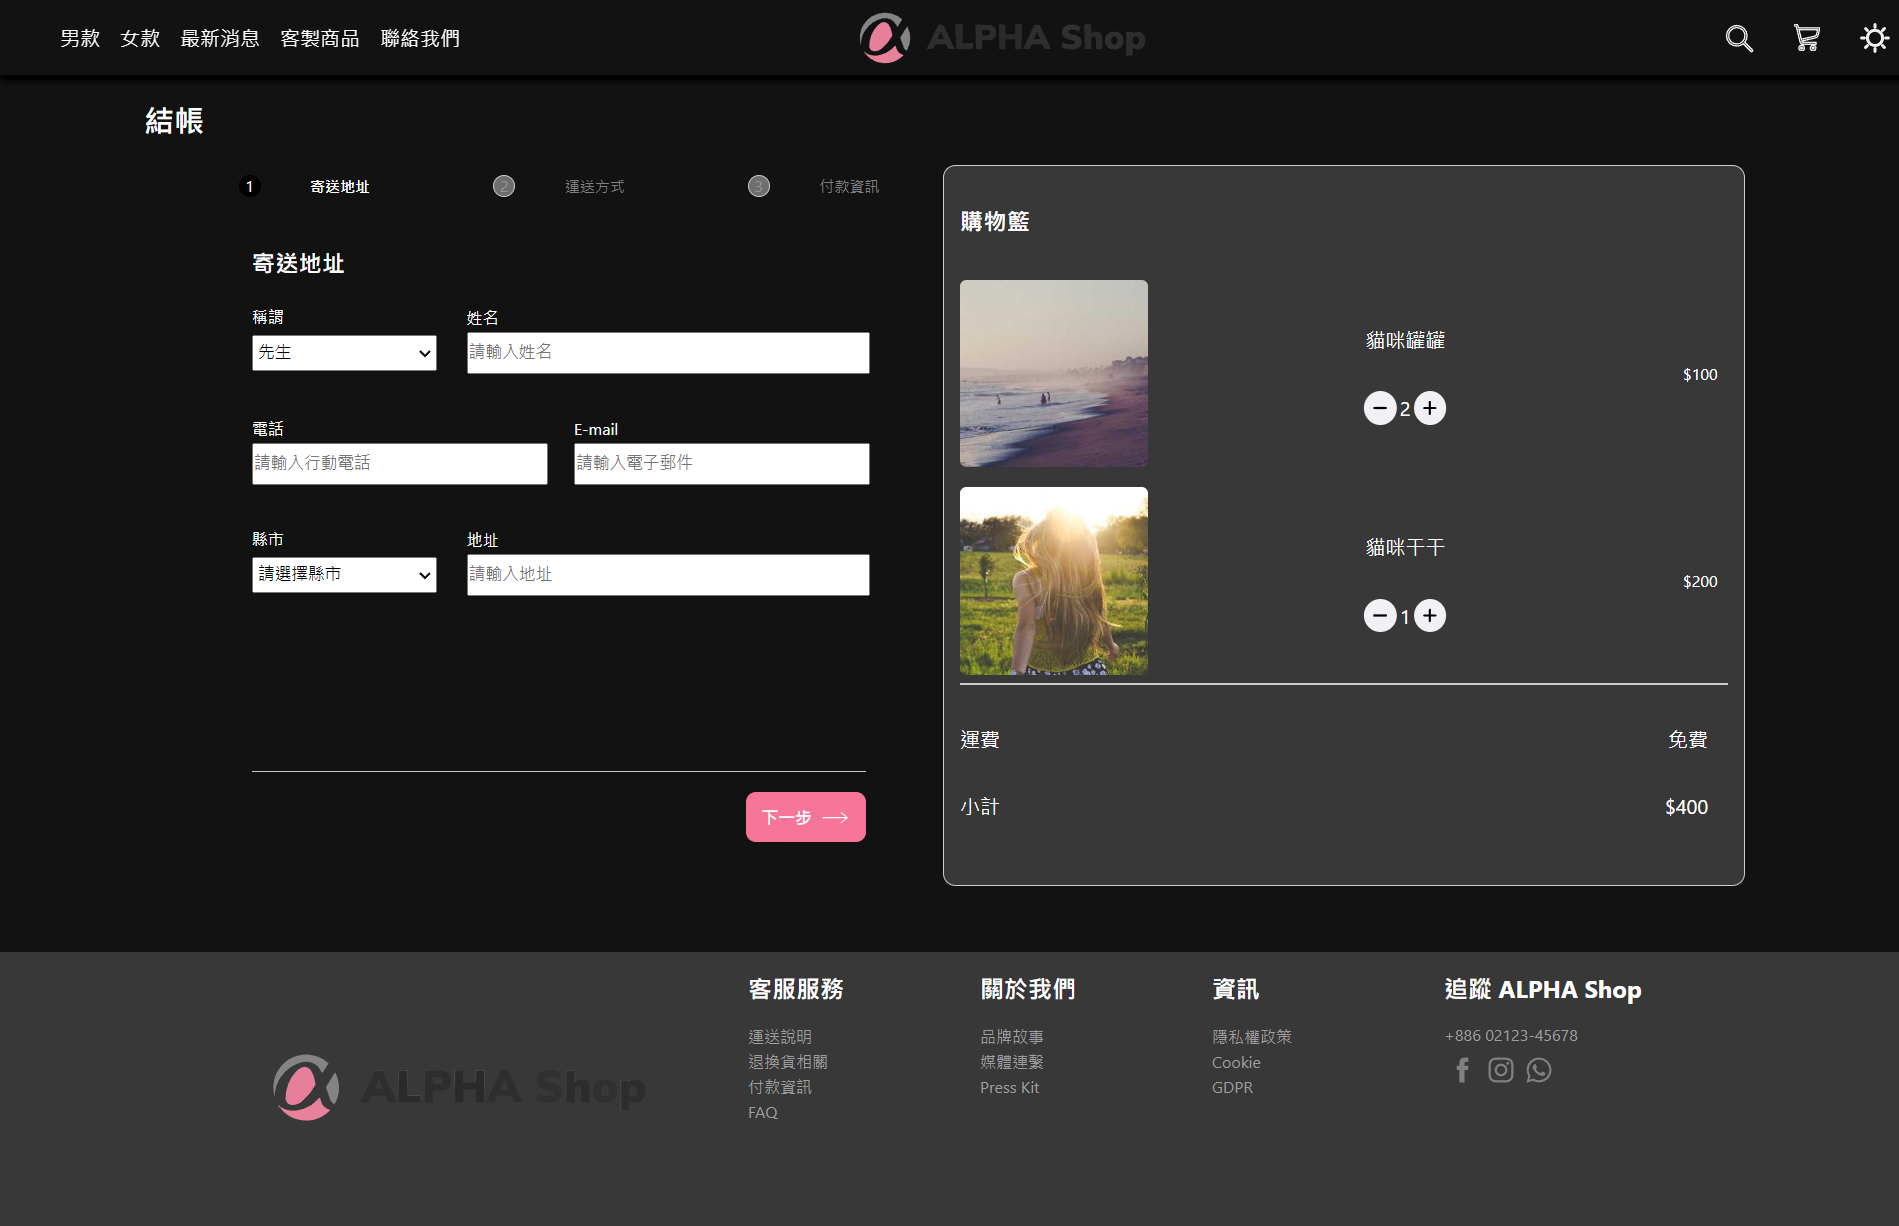 男款 女款 最新消息 客製商品 聯絡我們
ALPHA Shop
結帳
1 寄送地址 2 運送方式 3 付款資訊
寄送地址
稱謂 姓名
先生 請輸入姓名
電話 E-mail
請輸入行動電話 請輸入電子郵件
縣市 地址
請選擇縣市 請輸入地址
下一步
購物籃
貓咪罐罐
$100
2
貓咪干干
$200
1
運費 免費
小計 $400
ALPHA Shop
客服服務
運送說明
退換貨相關
付款資訊
FAQ
關於我們
品牌故事
媒體連繫
Press Kit
資訊
隱私權政策
Cookie
GDPR
追蹤 ALPHA Shop
+886 02123-45678